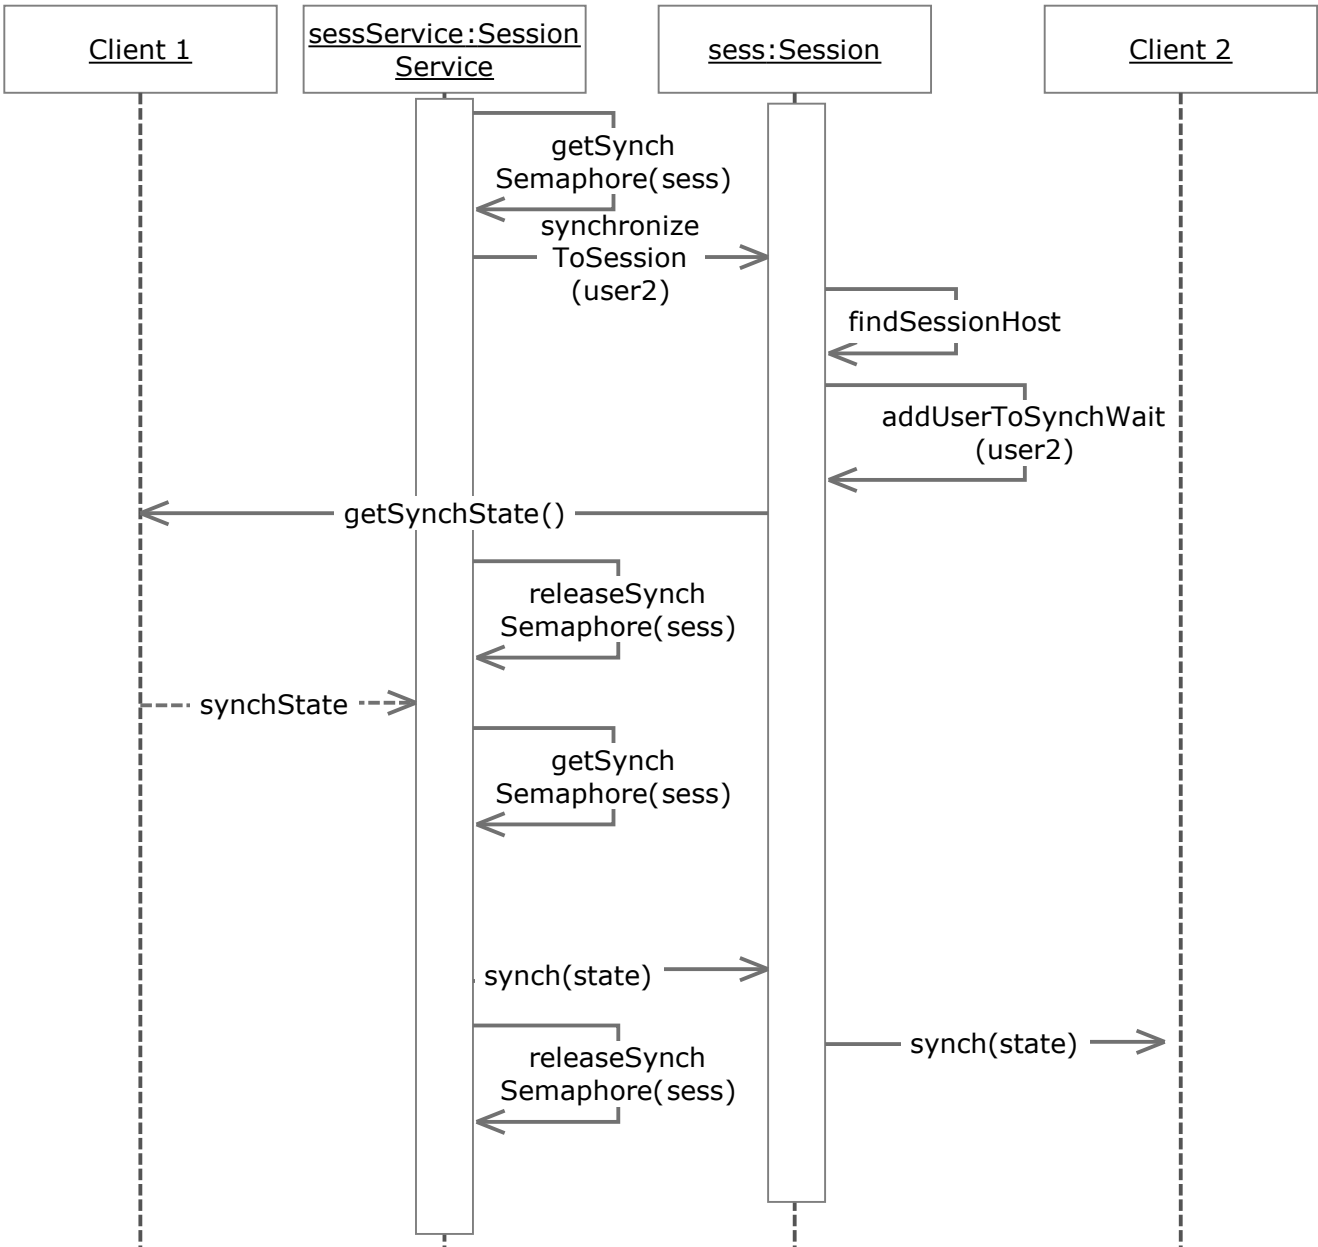 Client 1
sessService:Session
Service
sess:Session
Client 2
getSynch
Semaphore(sess)
synchronize
ToSession
(user2)
findSessionHost
addUserToSynchWait
(user2)
getSynchState()
releaseSynch
Semaphore(sess)
synchState
getSynch
Semaphore(sess)
synch(state)
releaseSynch
Semaphore(sess)
synch(state)